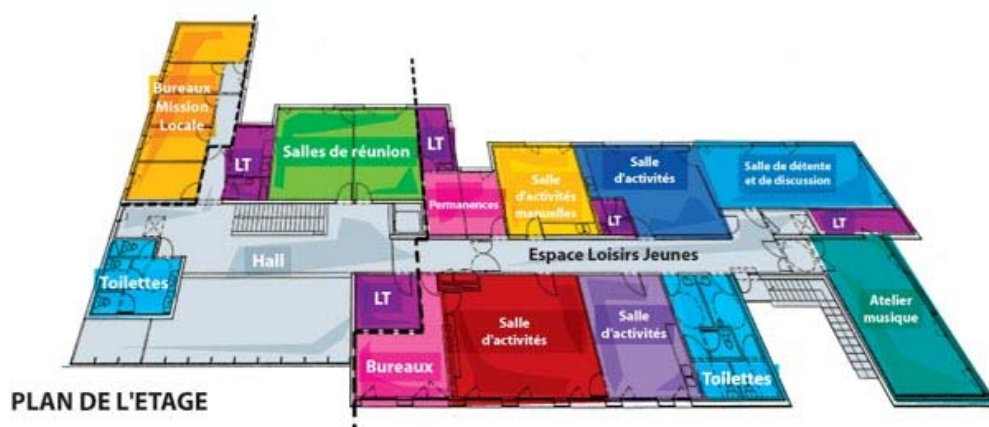 Bureaux
Mission
Locale
LT
Salles de réunion
LT
Permanences
Salle
d'activités
manuelles
Salle
d'activités
LT
Salle de détente
et de discussion
LT
Toilettes
Hall
Espace Loisirs Jeunes
LT
Bureaux
Salle
d'activités
Salle
d'activités
Toilettes
Atelier
musique
PLAN DE L'ETAGE